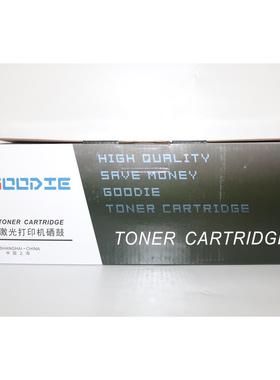 GOODIE
TONER CARTRIDGE
激光打印机硒鼓
SHANGHAI·CHINA
中国上海
HIGH QUALITY
SAVE MONEY
GOODIE
TONER CARTRIDGE
TONER CARTRIDGE